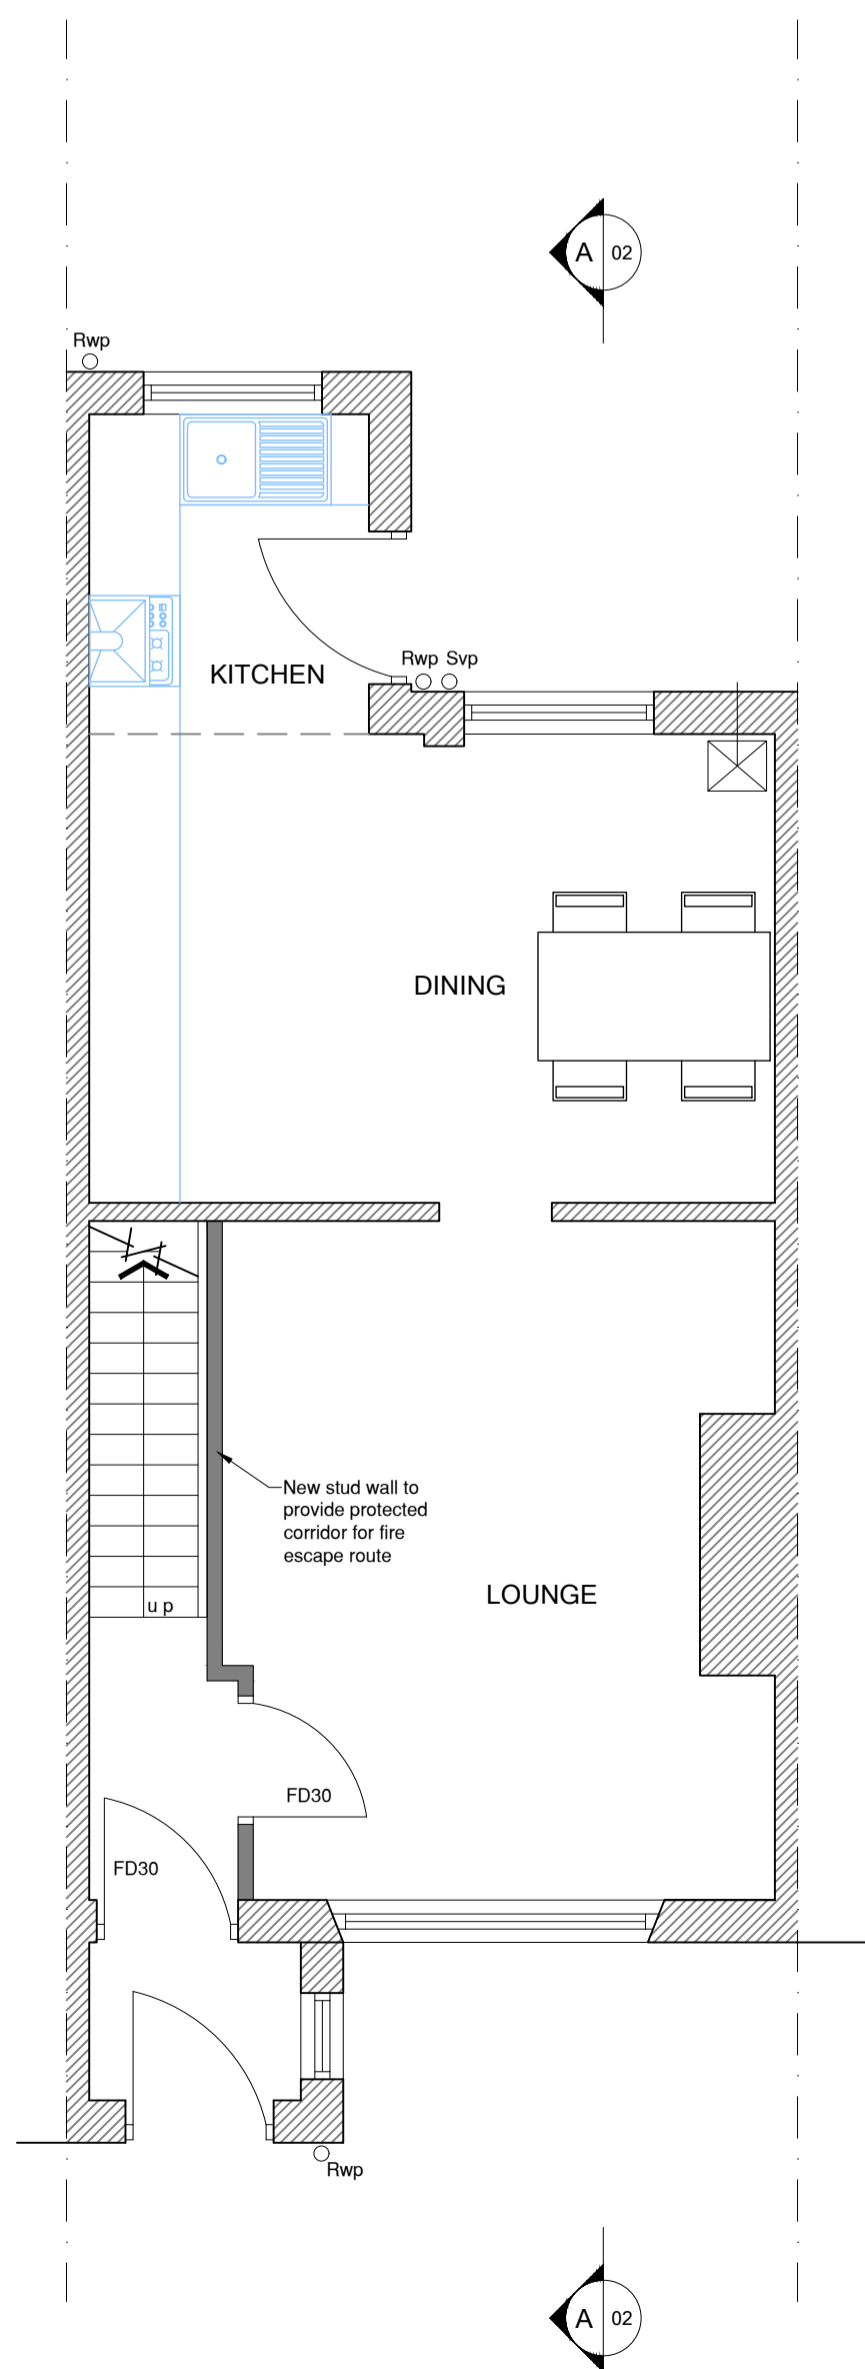 A 02
Rwp
Rwp Svp
KITCHEN
DINING
New stud wall to
provide protected
corridor for fire
escape route
LOUNGE
up
FD30
FD30
Rwp
A 02